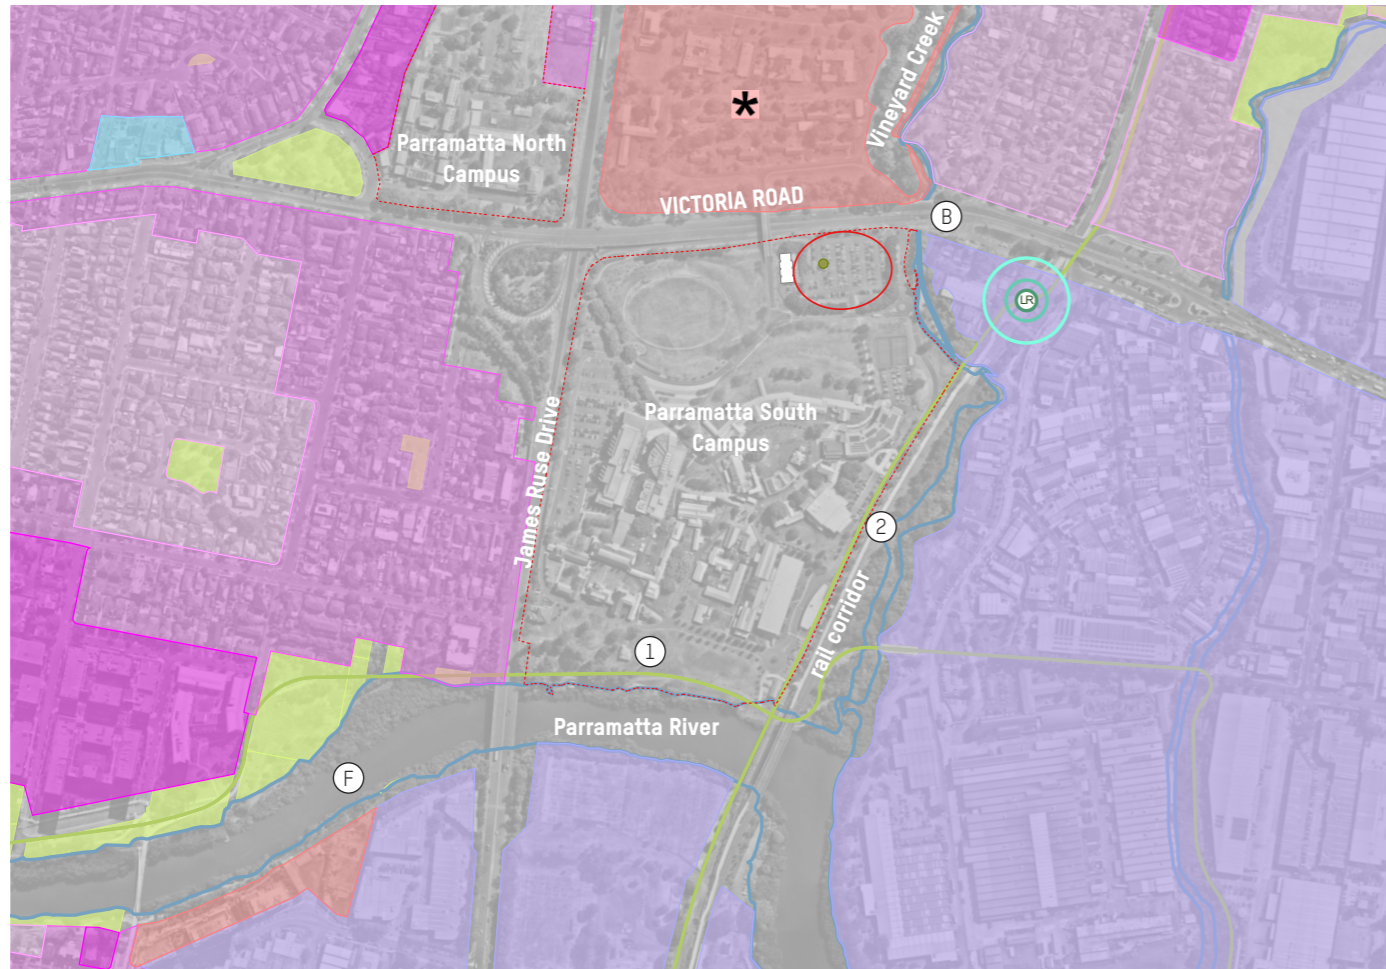 Vineyard Creek
*
Parramatta North
Campus
VICTORIA ROAD
B
LR
Parramatta South
Campus
James Ruse Drive
2
rail corridor
1
Parramatta River
F